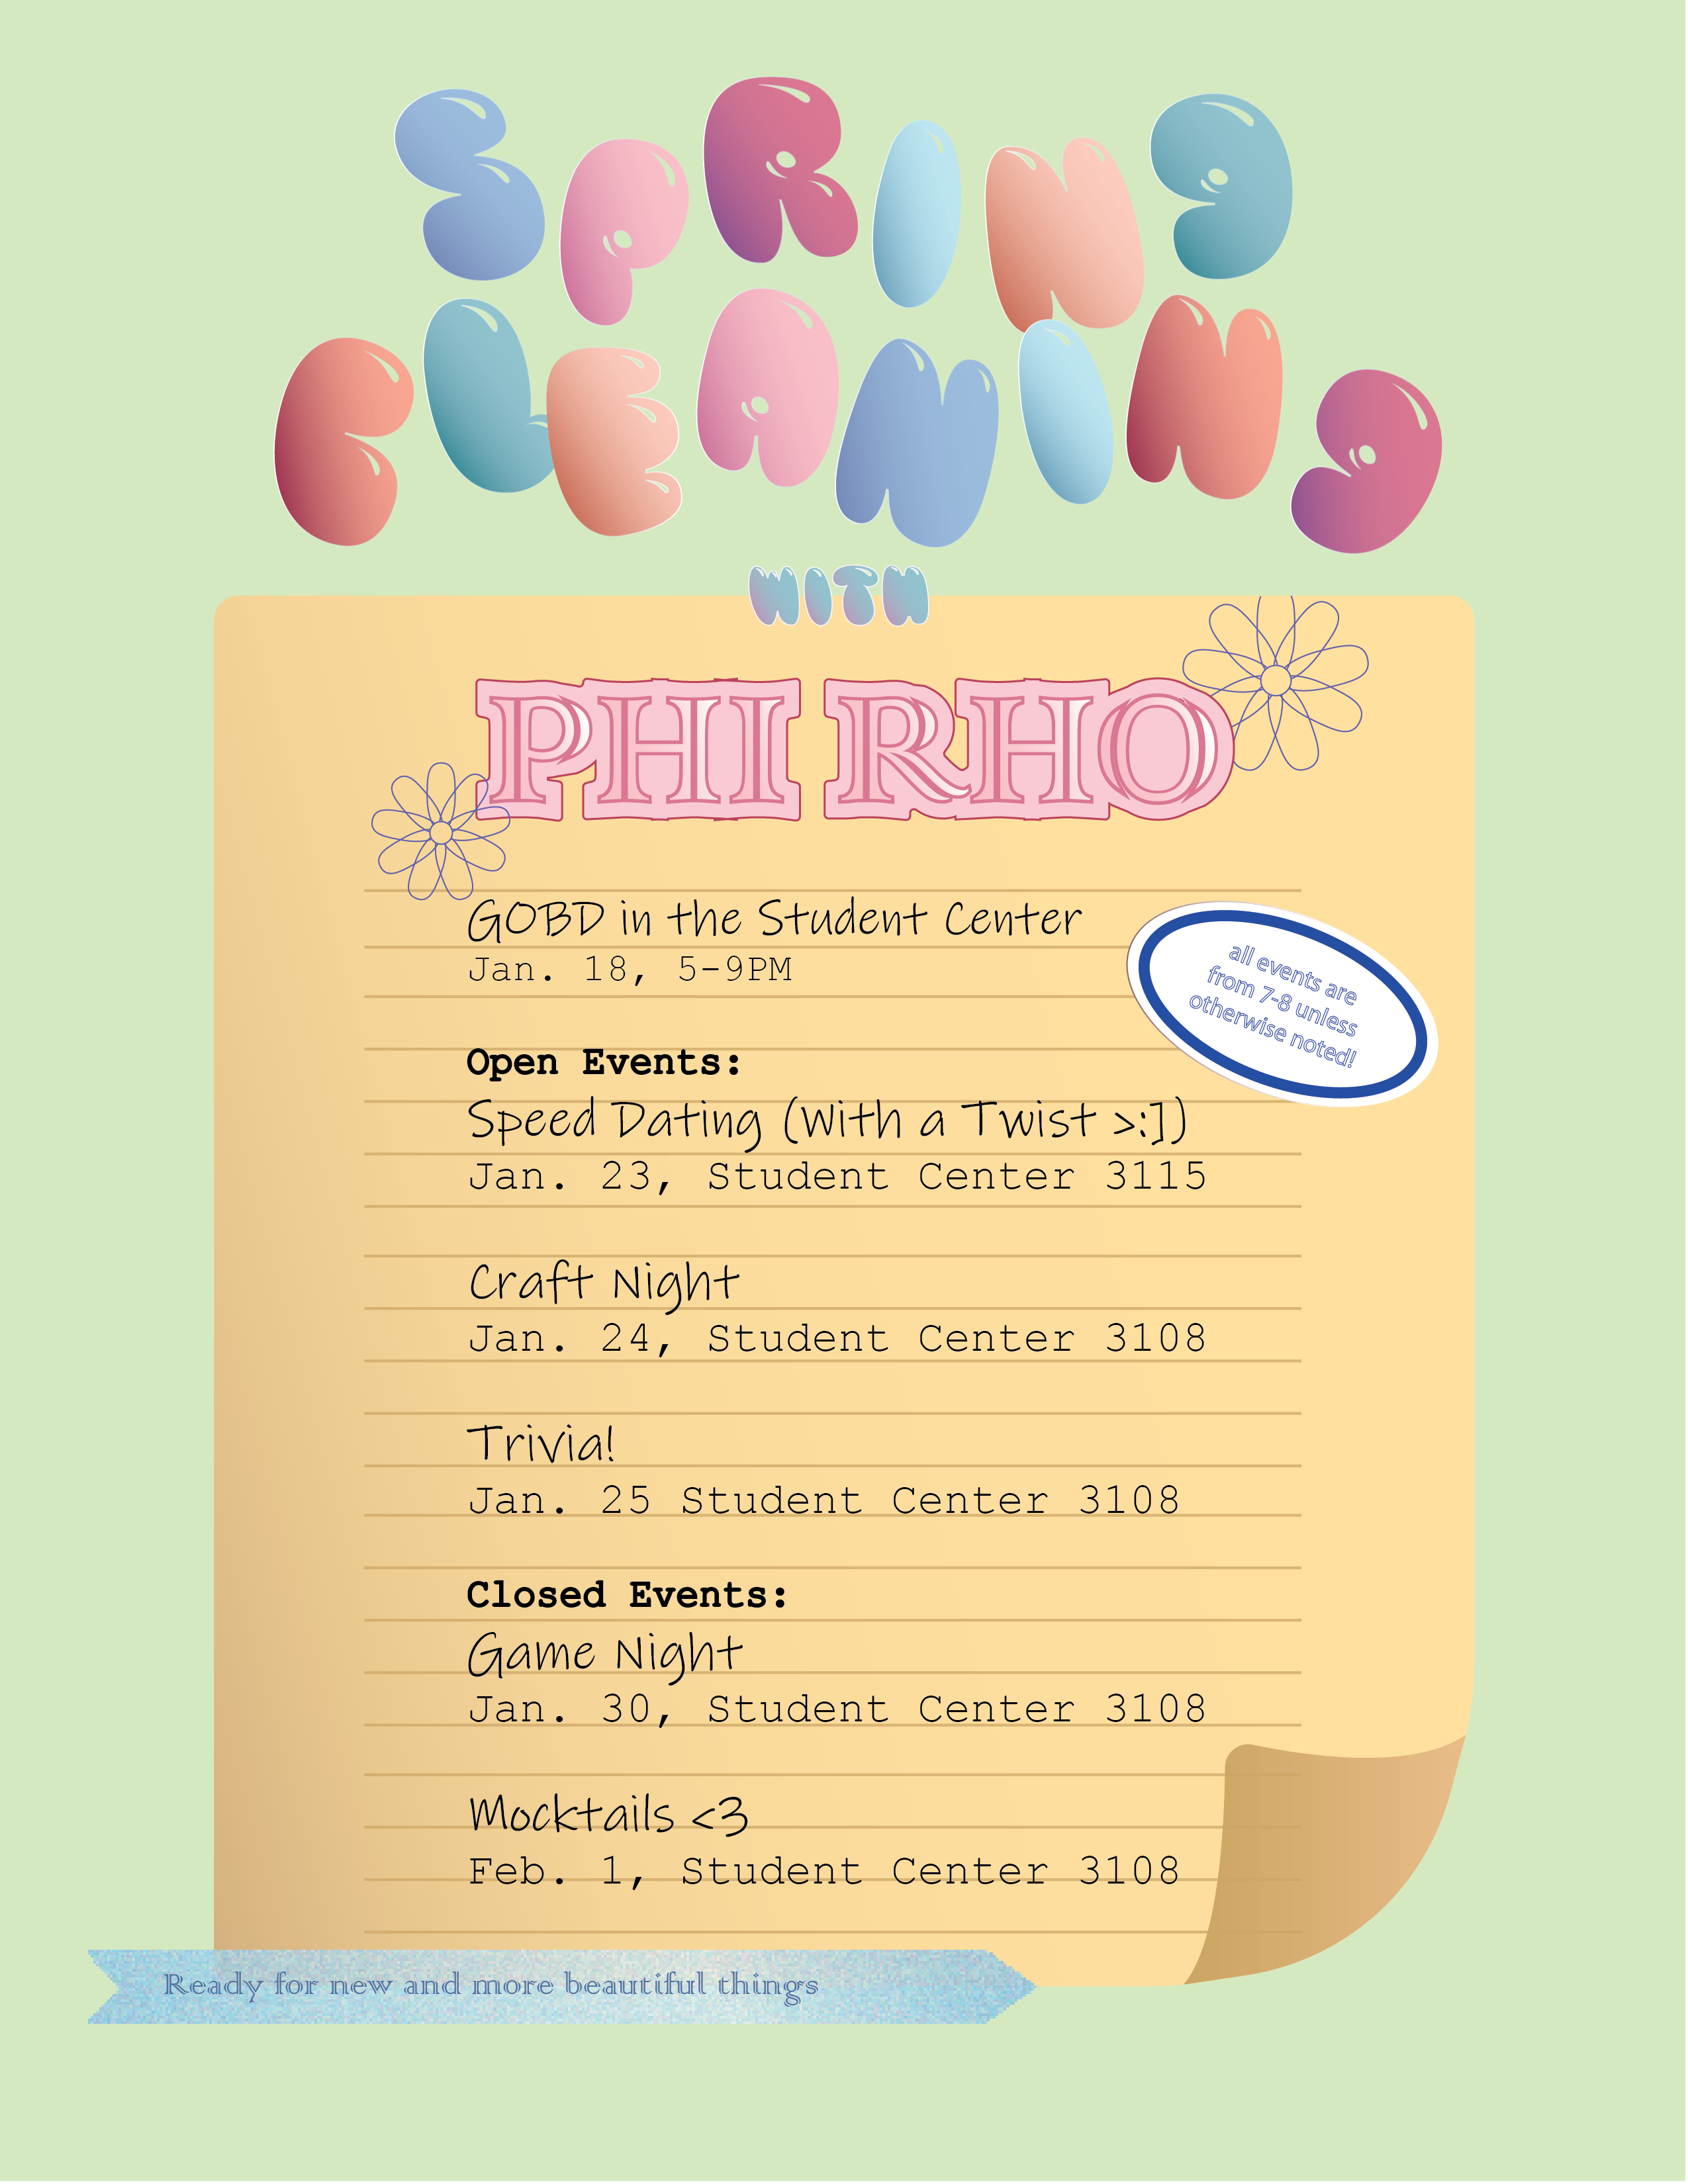 SPRING
CLEANING
WITH
PHI RHO
GOBD in the Student Center
Jan. 18, 5-9PM
all events are
from 7-8 unless
otherwise noted!
Open Events:
Speed Dating (With a Twist >:])
Jan. 23, Student Center 3115
Craft Night
Jan. 24, Student Center 3108
Trivia!
Jan. 25 Student Center 3108
Closed Events:
Game Night
Jan. 30, Student Center 3108
Mocktails <3
Feb. 1, Student Center 3108
Ready for new and more beautiful things